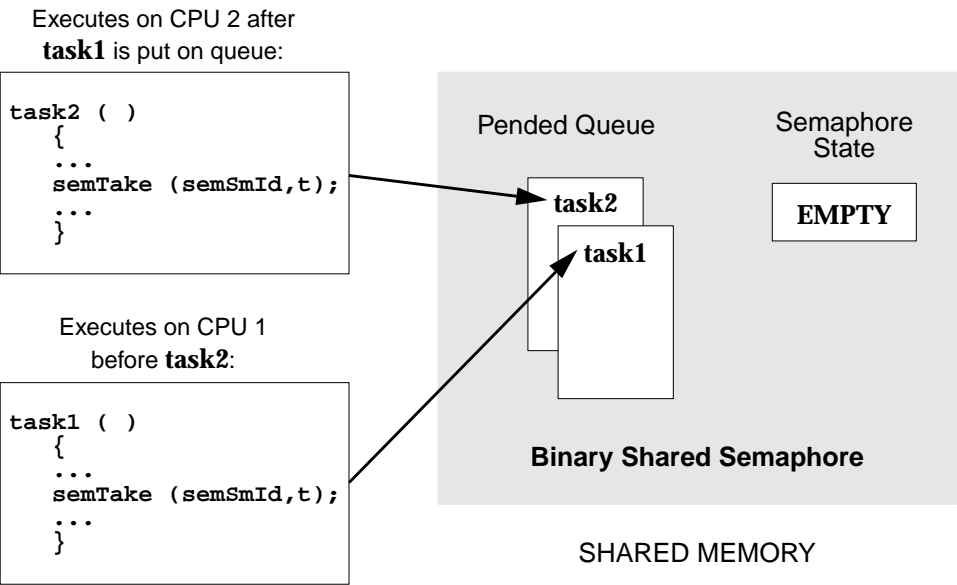 Executes on CPU 2 after
task1 is put on queue:
task2 ( )
{
...
semTake (semSmId,t);
...
}
Executes on CPU 1
before task2:
task1 ( )
{
...
semTake (semSmId,t);
...
}
Pended Queue
Semaphore
State
task2
EMPTY
task1
Binary Shared Semaphore
SHARED MEMORY